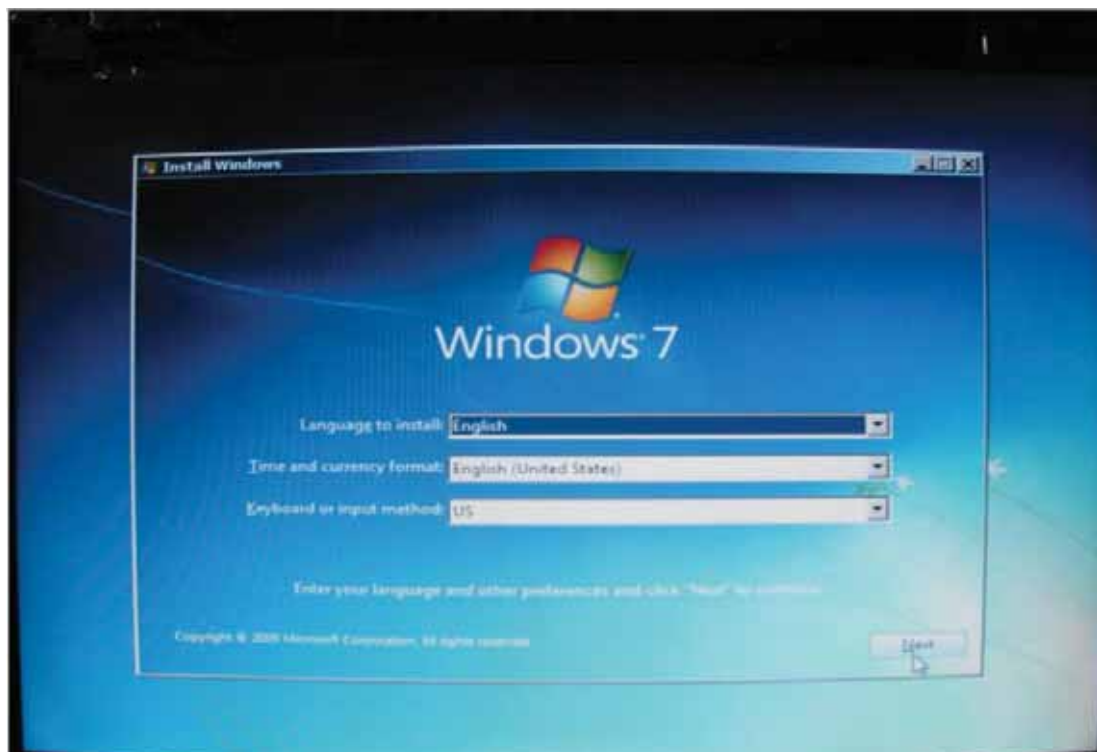 Install Windows
Windows 7
Language to install: English
Time and currency format: English (United States)
Keyboard or input method: US
Enter your language and other preferences and click "Next" to continue.
Copyright © 2009 Microsoft Corporation. All rights reserved.
Next